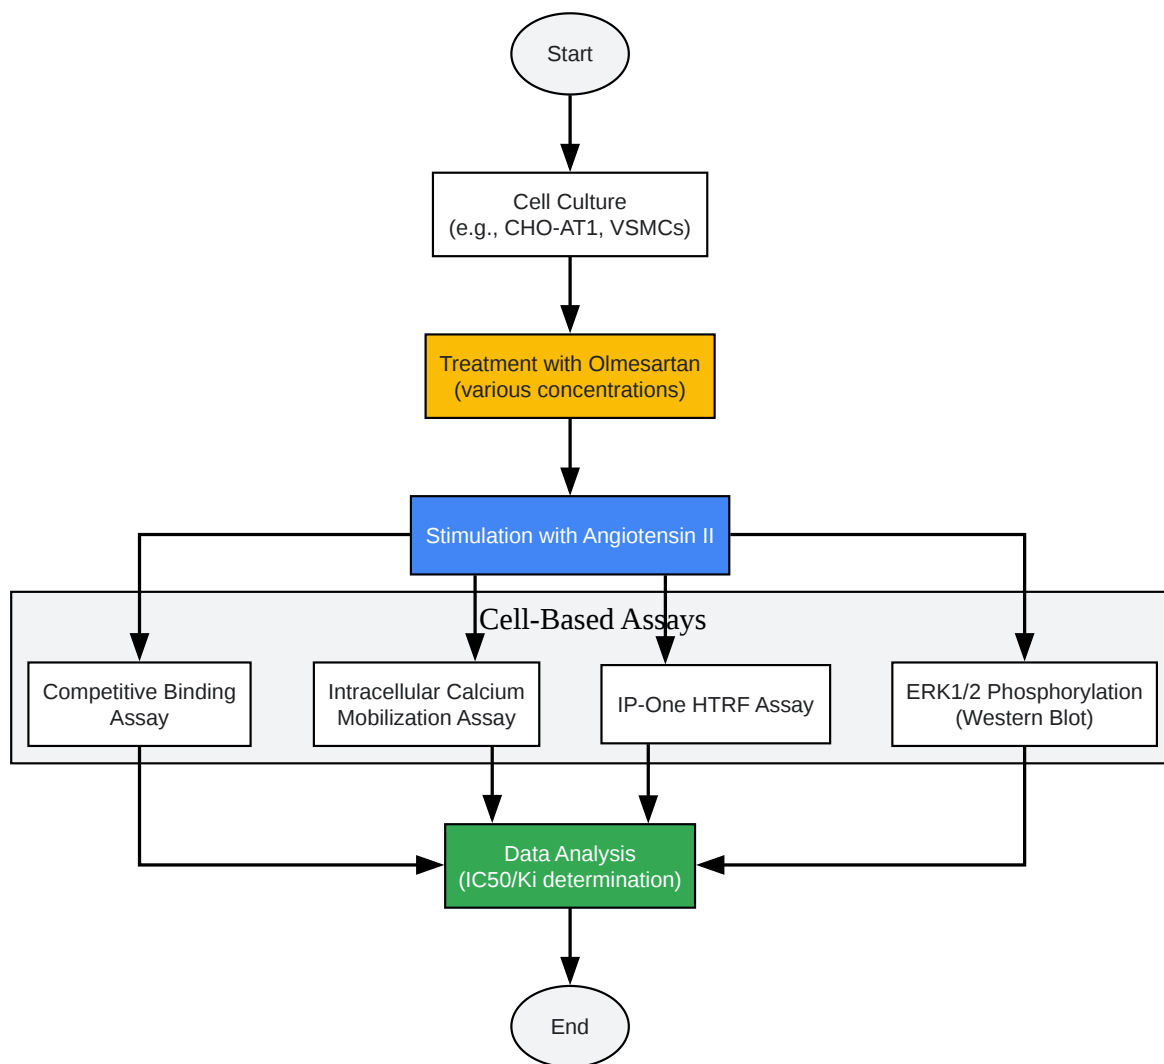 Start
Cell Culture
(e.g., CHO-AT1, VSMCs)
Treatment with Olmesartan
(various concentrations)
Stimulation with Angiotensin II
Cell-Based Assays
Competitive Binding
Assay
Intracellular Calcium
Mobilization Assay
IP-One HTRF Assay
ERK1/2 Phosphorylation
(Western Blot)
Data Analysis
(IC50/Ki determination)
End